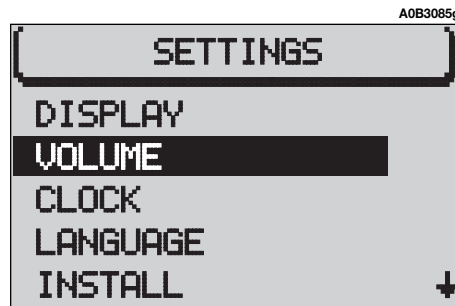 A0B3085g
SETTINGS
DISPLAY
VOLUME
CLOCK
LANGUAGE
INSTALL